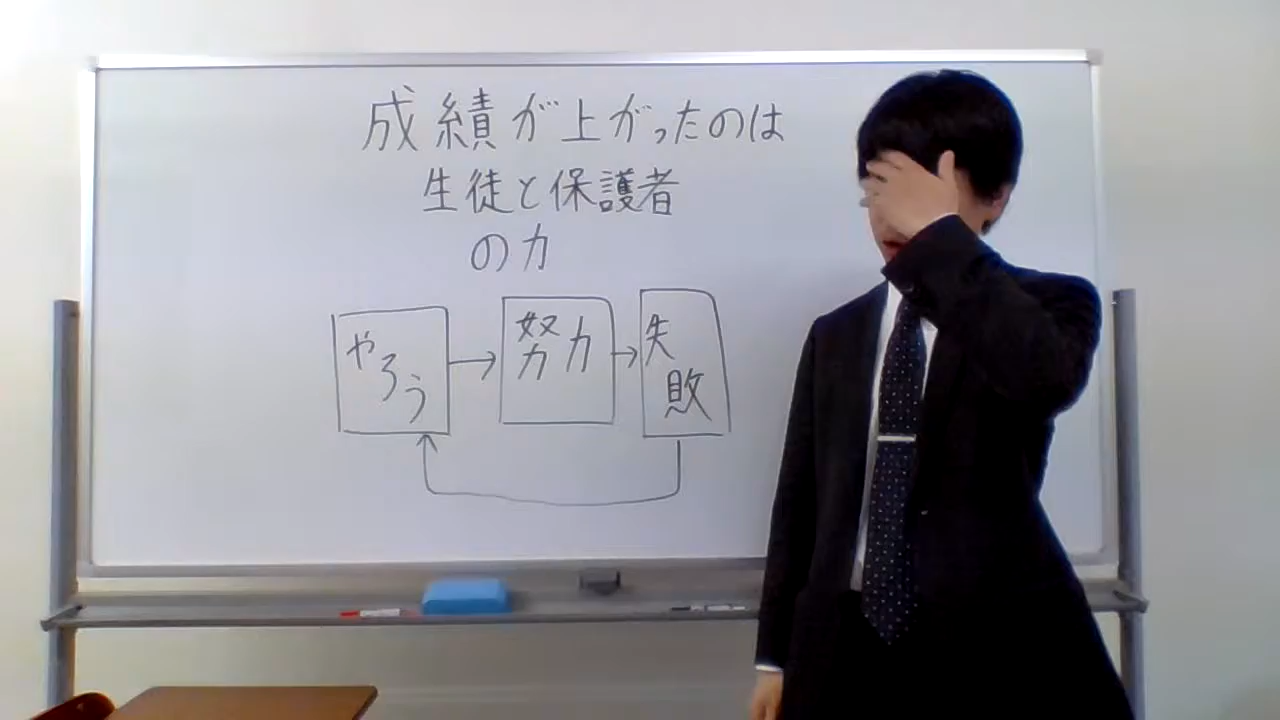 成績が上がったのは
生徒と保護者
の力
やろう
努力
失敗